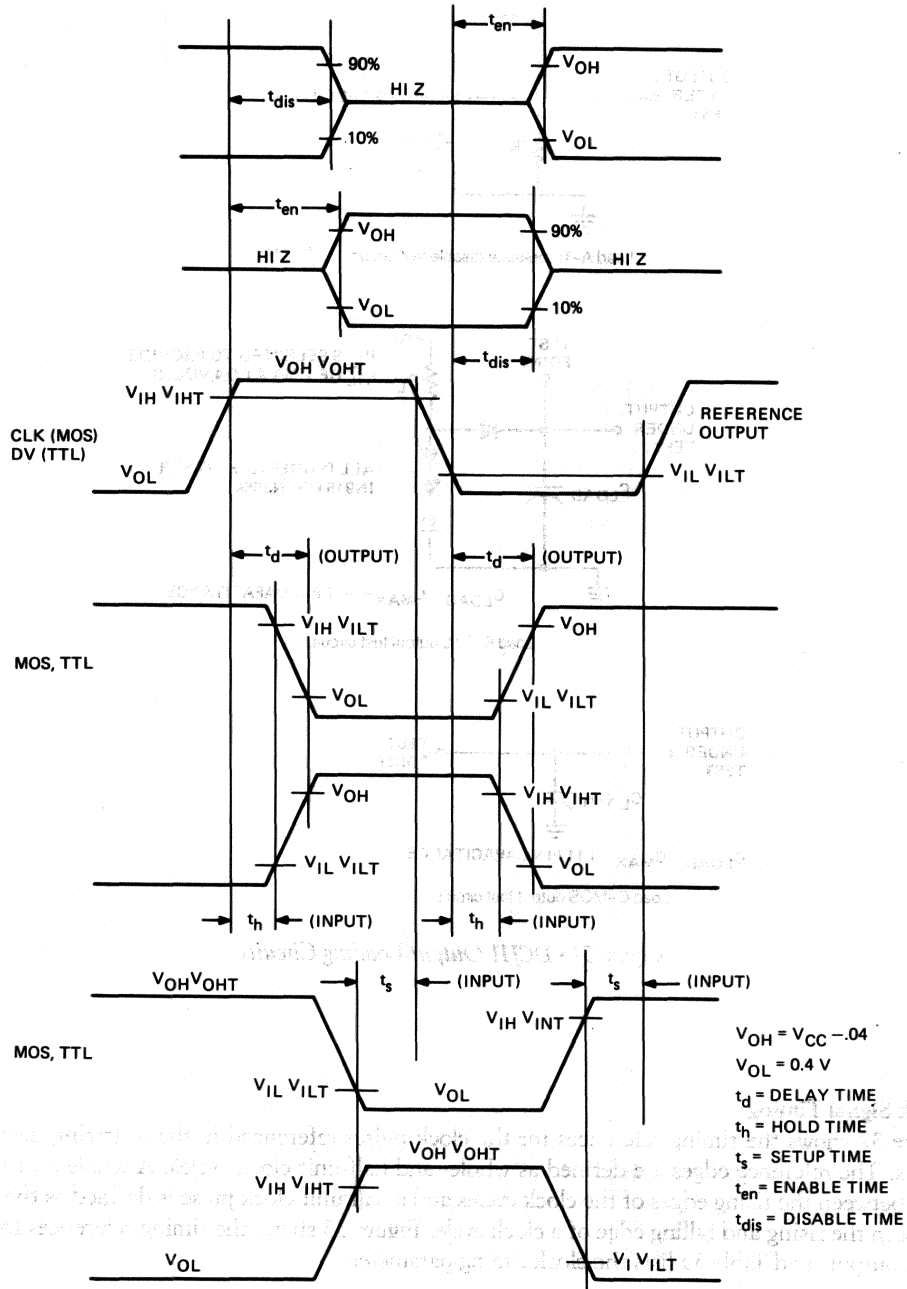 t_en
90%
V_OH
HI Z
t_dis
10%
V_OL
t_en
V_OH
90%
HI Z
HI Z
V_OL
10%
t_dis
V_OH V_OHT
V_IH V_IHT
CLK (MOS)
DV (TTL)
REFERENCE
OUTPUT
V_OL
V_IL V_ILT
t_d (OUTPUT)
t_d (OUTPUT)
V_IH V_ILT
V_OH
MOS, TTL
V_OL
V_IL V_ILT
V_OH
V_IH V_IHT
V_IL V_ILT
V_OL
t_h (INPUT)
t_h (INPUT)
t_s (INPUT)
t_s (INPUT)
V_OH V_OHT
V_IH V_INT
MOS, TTL
V_IL V_ILT
V_OL
V_OH V_OHT
V_IH V_IHT
V_OL
V_I V_ILT
V_OH = V_CC –.04
V_OL = 0.4 V
t_d = DELAY TIME
t_h = HOLD TIME
t_s = SETUP TIME
t_en = ENABLE TIME
t_dis = DISABLE TIME